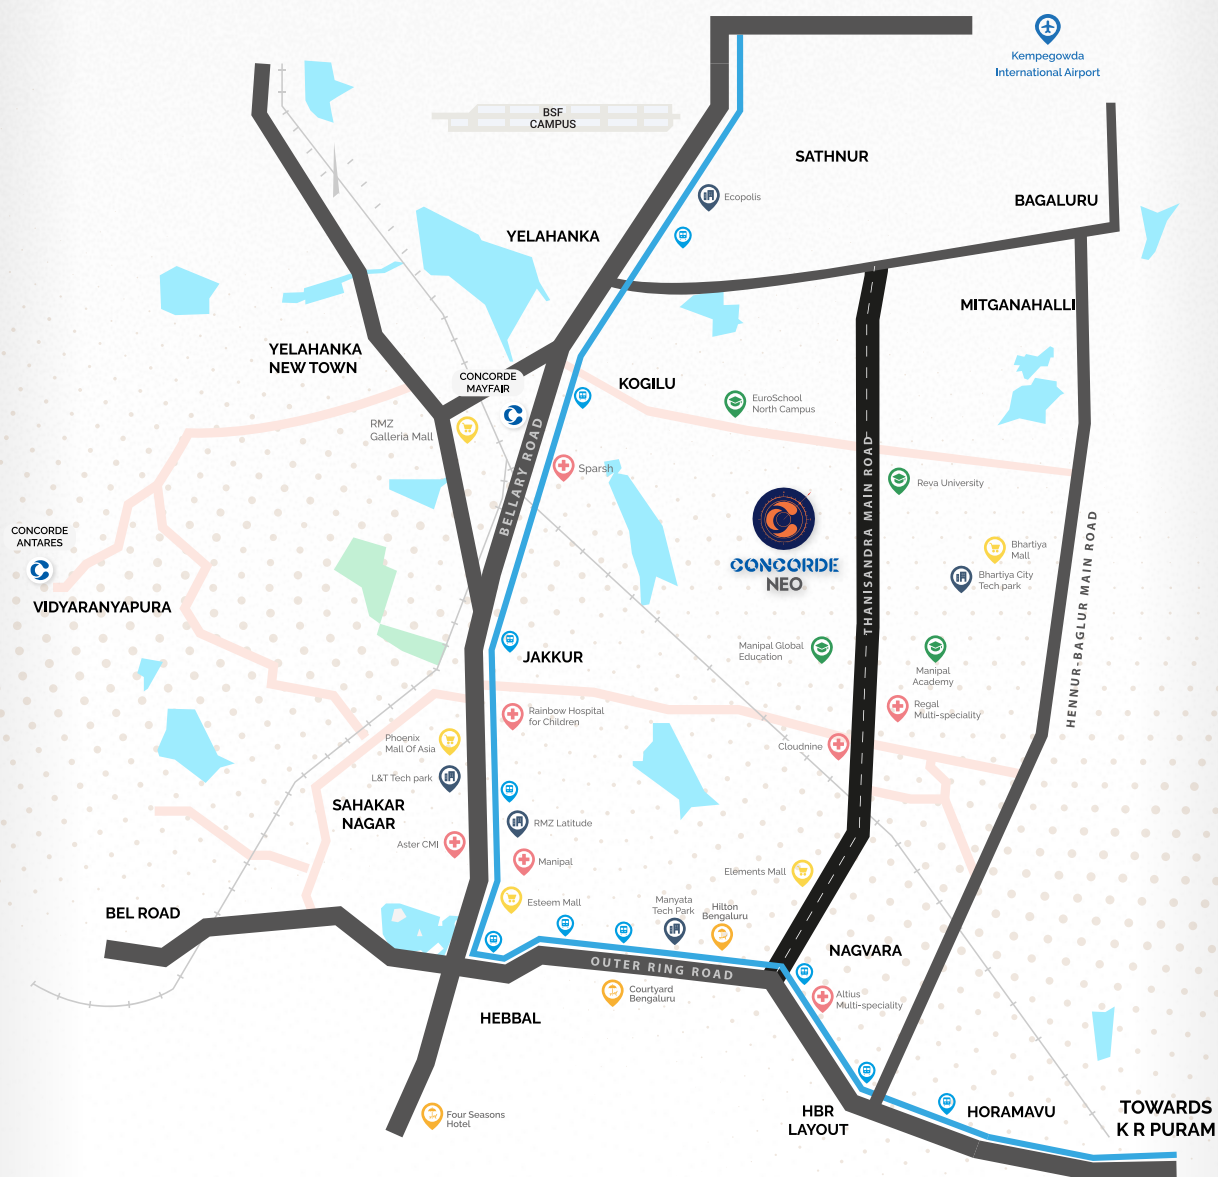 Kempegowda
International Airport
BSF
CAMPUS
SATHNUR
Ecopolis
BAGALURU
YELAHANKA
MITGANAHALLI
YELAHANKA
NEW TOWN
CONCORDE
MAYFAIR
KOGILU
EuroSchool
North Campus
RMZ
Galleria Mall
BELLARY ROAD
Sparsh
THANISANDRA MAIN ROAD
Reva University
CONCORDE
ANTARES
CONCORDE
NEO
Bhartiya
Mall
Bhartiya City
Tech park
HENNUR-BAGLUR MAIN ROAD
VIDYARANYAPURA
JAKKUR
Manipal Global
Education
Manipal
Academy
Regal
Multi-speciality
Rainbow Hospital
for Children
Phoenix
Mall Of Asia
Cloudnine
L&T Tech park
SAHAKAR
NAGAR
RMZ Latitude
Aster CMI
Manipal
Elements Mall
Esteem Mall
Manyata
Tech Park
Hilton
Bengaluru
BEL ROAD
NAGVARA
OUTER RING ROAD
Courtyard
Bengaluru
Altius
Multi-speciality
HEBBAL
Four Seasons
Hotel
HBR
LAYOUT
HORAMAVU
TOWARDS
K R PURAM